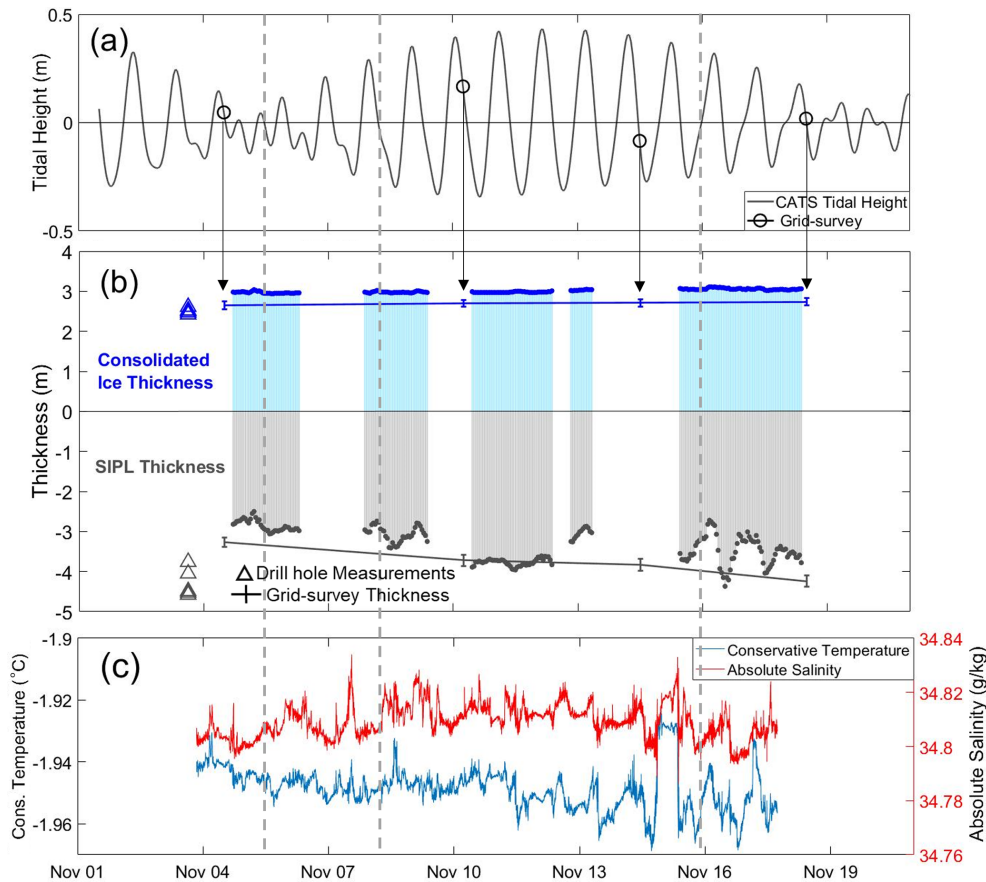 (a)
0.5
0
-0.5
Tidal Height (m)
CATS Tidal Height
Grid-survey
(b)
4
3
2
1
0
-1
-2
-3
-4
-5
Thickness (m)
Consolidated
Ice Thickness
SIPL Thickness
Drill hole Measurements
Grid-survey Thickness
(c)
-1.9
-1.92
-1.94
-1.96
Cons. Temperature (°C)
Conservative Temperature
Absolute Salinity
34.84
34.82
34.8
34.78
34.76
Absolute Salinity (g/kg)
Nov 01 Nov 04 Nov 07 Nov 10 Nov 13 Nov 16 Nov 19